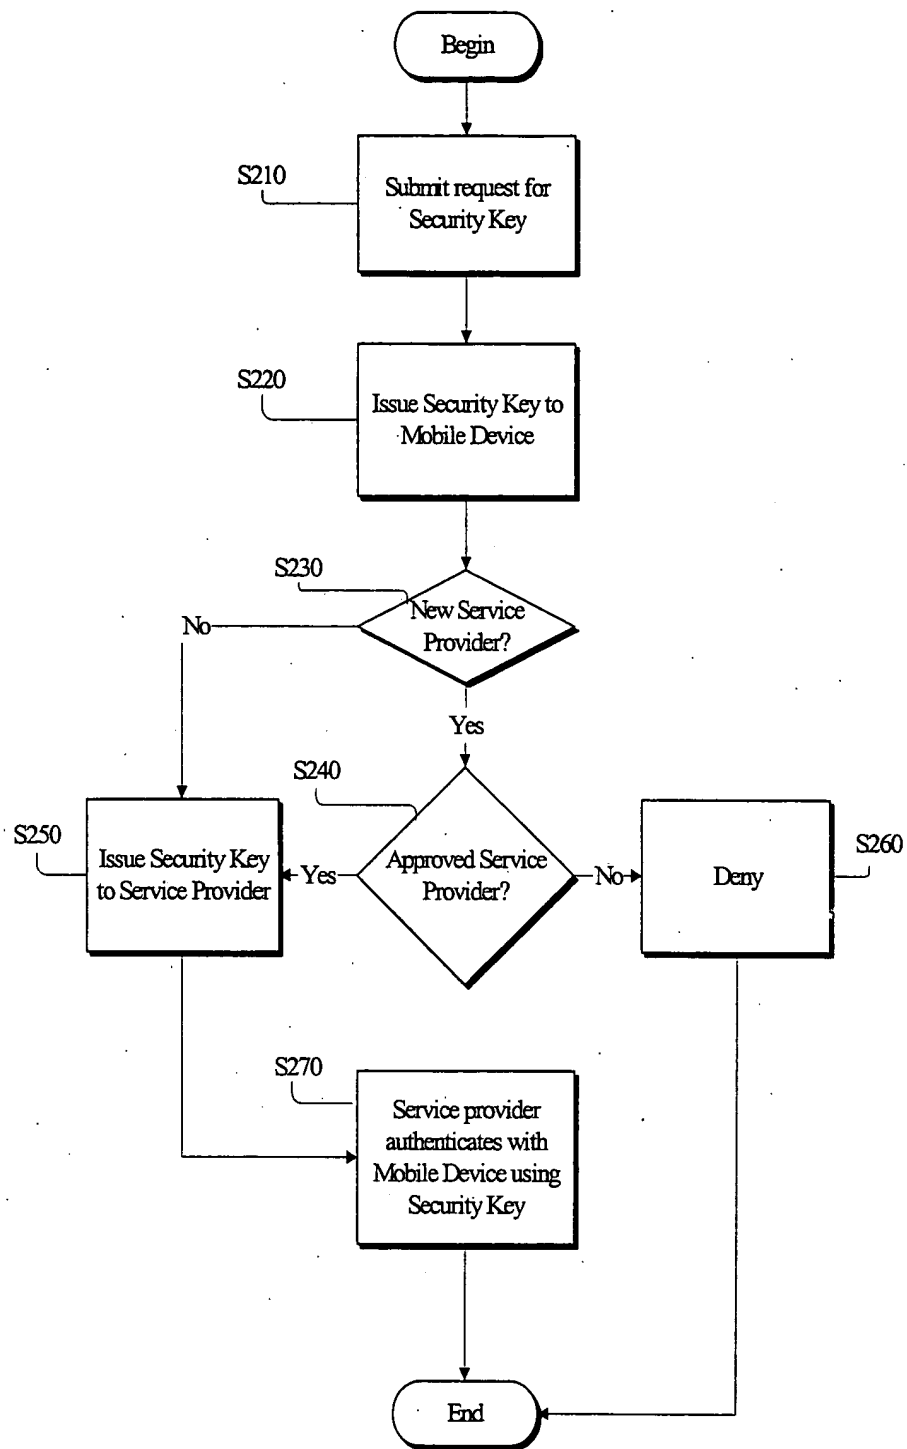 Begin
S210
Submit request for
Security Key
S220
Issue Security Key to
Mobile Device
S230
New Service
Provider?
No
Yes
S240
S250
Issue Security Key
to Service Provider
Yes
Approved Service
Provider?
No
Deny
S260
S270
Service provider
authenticates with
Mobile Device using
Security Key
End